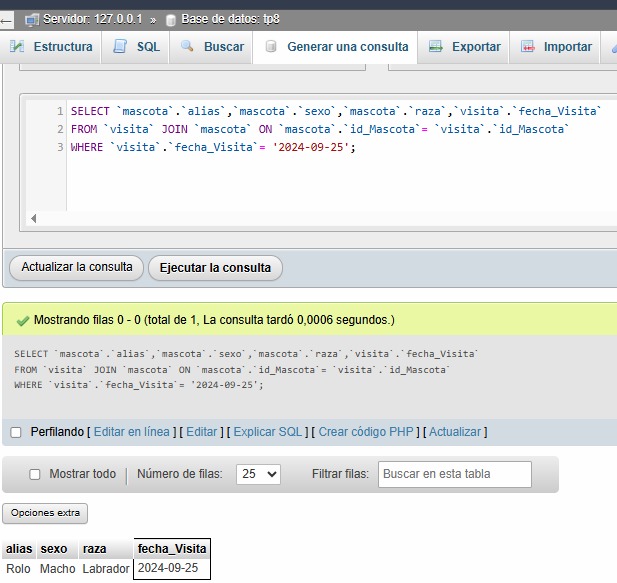 Servidor: 127.0.0.1 » Base de datos: tp8
Estructura SQL Buscar Generar una consulta Exportar Importar
1 SELECT `mascota`.`alias`,`mascota`.`sexo`,`mascota`.`raza`,`visita`.`fecha_Visita`
2 FROM `visita` JOIN `mascota` ON `mascota`.`id_Mascota`= `visita`.`id_Mascota`
3 WHERE `visita`.`fecha_Visita`= '2024-09-25';
Actualizar la consulta Ejecutar la consulta
Mostrando filas 0 - 0 (total de 1, La consulta tardó 0,0006 segundos.)
SELECT `mascota`.`alias`,`mascota`.`sexo`,`mascota`.`raza`,`visita`.`fecha_Visita`
FROM `visita` JOIN `mascota` ON `mascota`.`id_Mascota`= `visita`.`id_Mascota`
WHERE `visita`.`fecha_Visita`= '2024-09-25';
Perfilando [ Editar en línea ] [ Editar ] [ Explicar SQL ] [ Crear código PHP ] [ Actualizar ]
Mostrar todo | Número de filas: 25 Filtrar filas: Buscar en esta tabla
Opciones extra
alias sexo raza fecha_Visita
Rolo Macho Labrador 2024-09-25